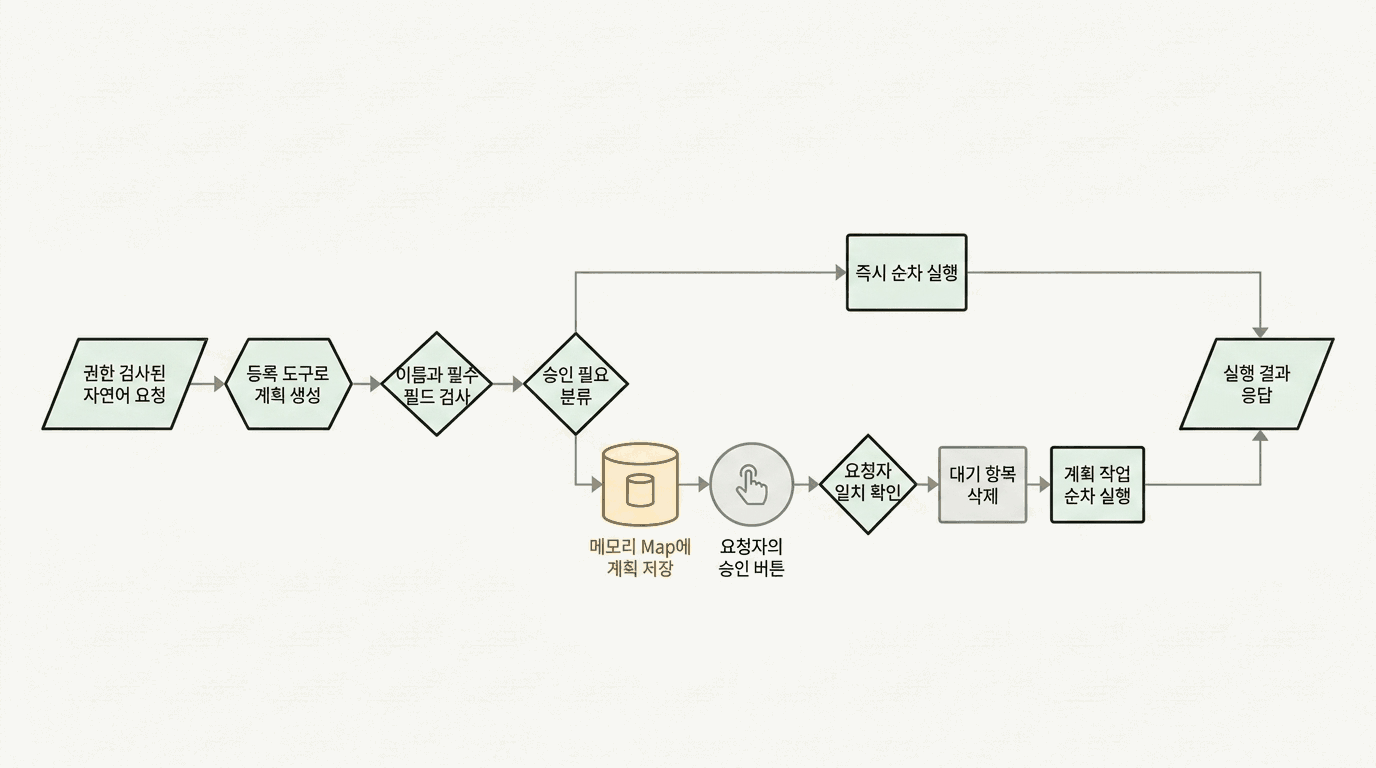 권한 검사된
자연어 요청
등록 도구로
계획 생성
이름과 필수
필드 검사
승인 필요
분류
즉시 순차 실행
메모리 Map에
계획 저장
요청자의
승인 버튼
요청자
일치 확인
대기 항목
삭제
계획 작업
순차 실행
실행 결과
응답